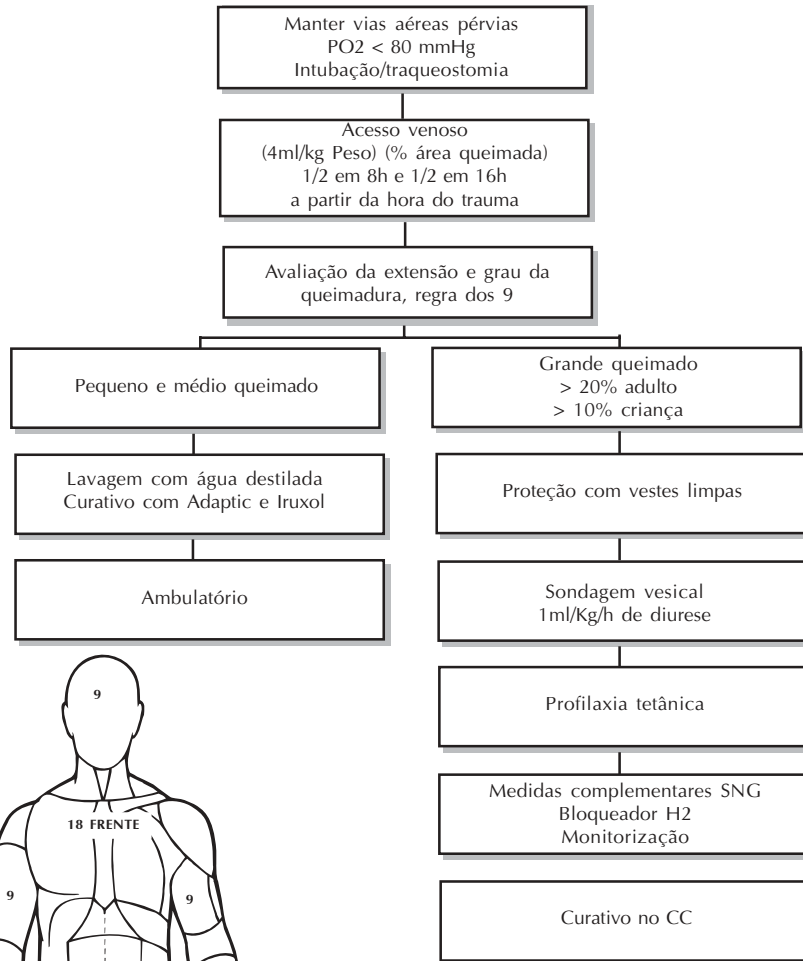 Manter vias aéreas pérvias
PO2 < 80 mmHg
Intubação/traqueostomia
Acesso venoso
(4ml/kg Peso) (% área queimada)
1/2 em 8h e 1/2 em 16h
a partir da hora do trauma
Avaliação da extensão e grau da
queimadura, regra dos 9
Pequeno e médio queimado
Lavagem com água destilada
Curativo com Adaptic e Iruxol
Ambulatório
Grande queimado
> 20% adulto
> 10% criança
Proteção com vestes limpas
Sondagem vesical
1ml/Kg/h de diurese
Profilaxia tetânica
Medidas complementares SNG
Bloqueador H2
Monitorização
Curativo no CC
9
18 FRENTE
9
9